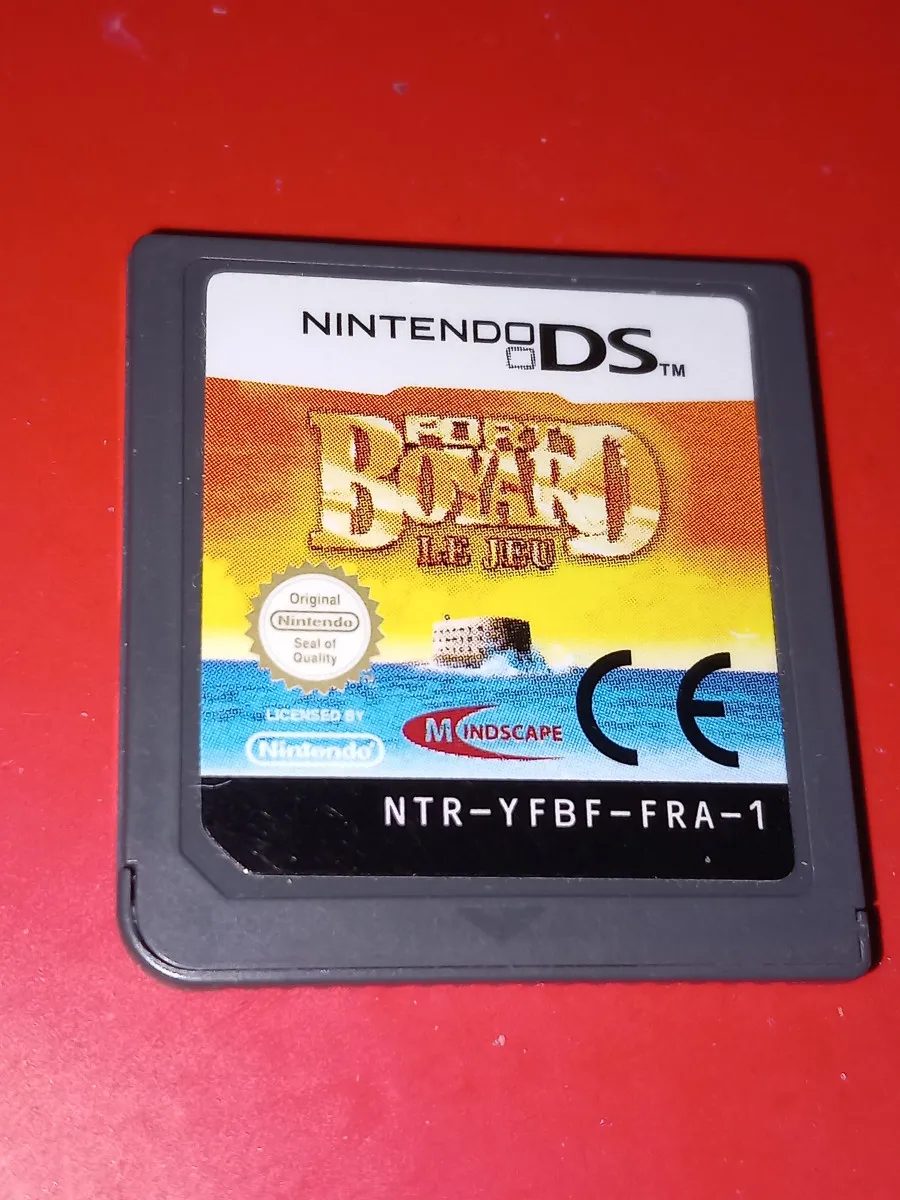 NINTENDO DS™
FORT
BOYARD
LE JEU
Original
Nintendo
Seal of
Quality
TM
LICENSED BY
Nintendo
MINDSCAPE
CE
NTR-YFBF-FRA-1